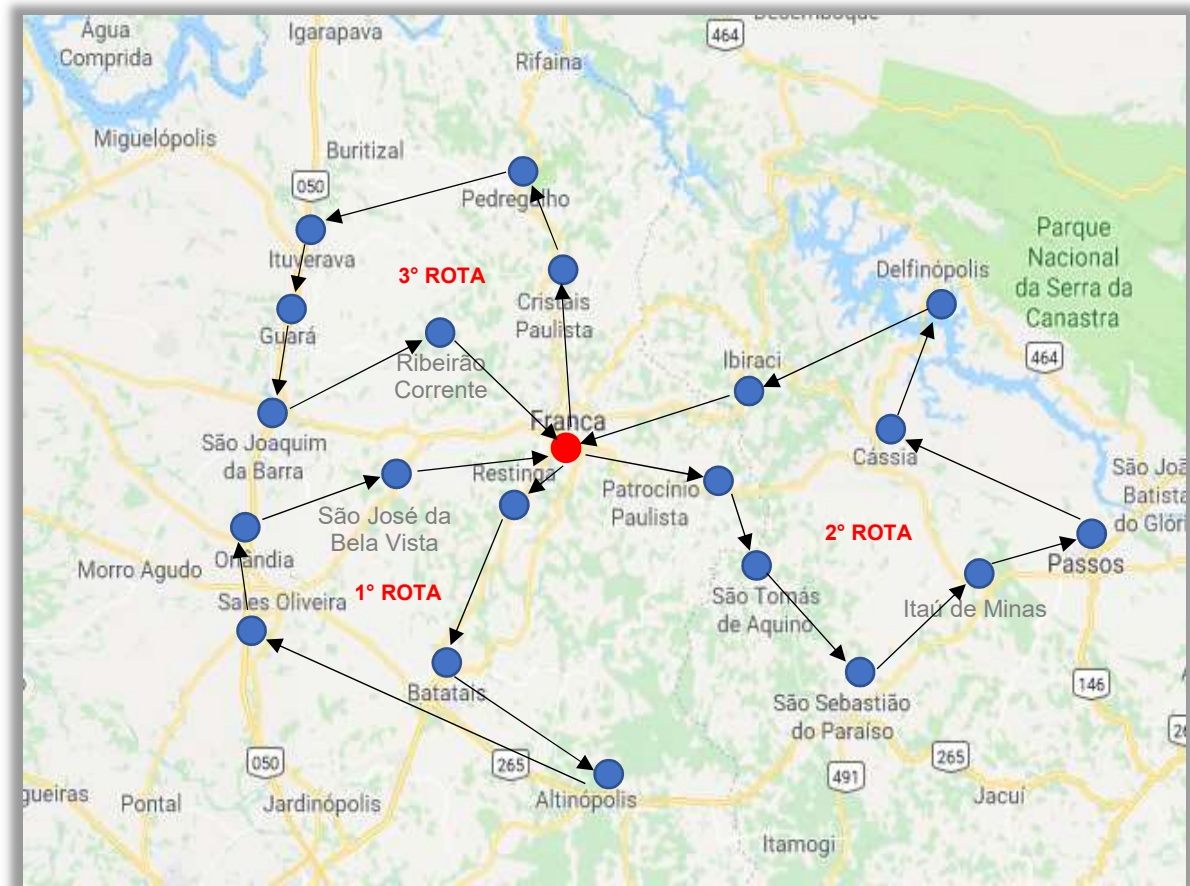 Desemboque
Água
Comprida
Igarapava
464
Rifaina
Miguelópolis
Buritizal
050
Pedregulho
Parque
Nacional
da Serra da
Canastra
Ituverava
3° ROTA
Delfinópolis
Cristais
Paulista
Guará
464
Ribeirão
Corrente
Ibiraci
Franca
São Joaquim
da Barra
Cássia
Restinga
Patrocínio
Paulista
São João
Batista
do Glória
São José da
Bela Vista
2° ROTA
Orlândia
Morro Agudo
Passos
1° ROTA
São Tomás
de Aquino
Itaú de Minas
Sales Oliveira
Batatais
146
São Sebastião
do Paraíso
050
265
265
491
26
gueiras
Pontal
Jardinópolis
Altinópolis
Jacuí
Itamogi